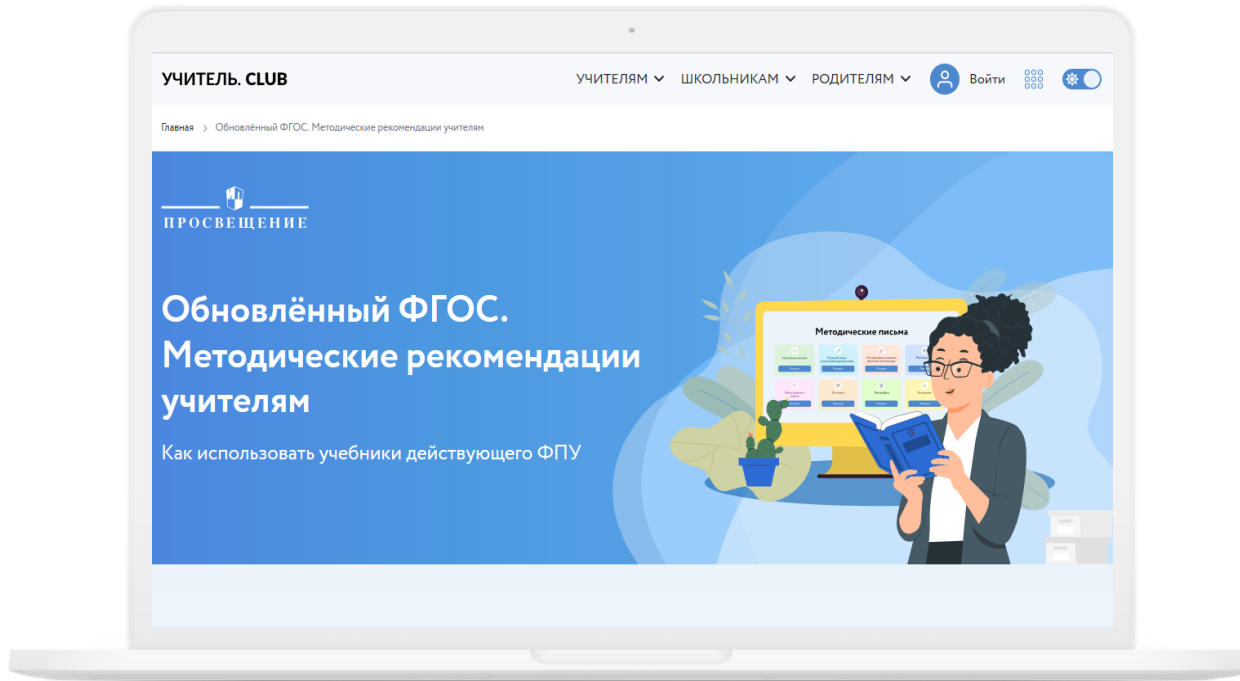 УЧИТЕЛЬ. CLUB
УЧИТЕЛЯМ
ШКОЛЬНИКАМ
РОДИТЕЛЯМ
Войти
Главная > Обновлённый ФГОС. Методические рекомендации учителям
ПРОСВЕЩЕНИЕ
Обновлённый ФГОС.
Методические рекомендации
учителям
Как использовать учебники действующего ФПУ
Методические письма